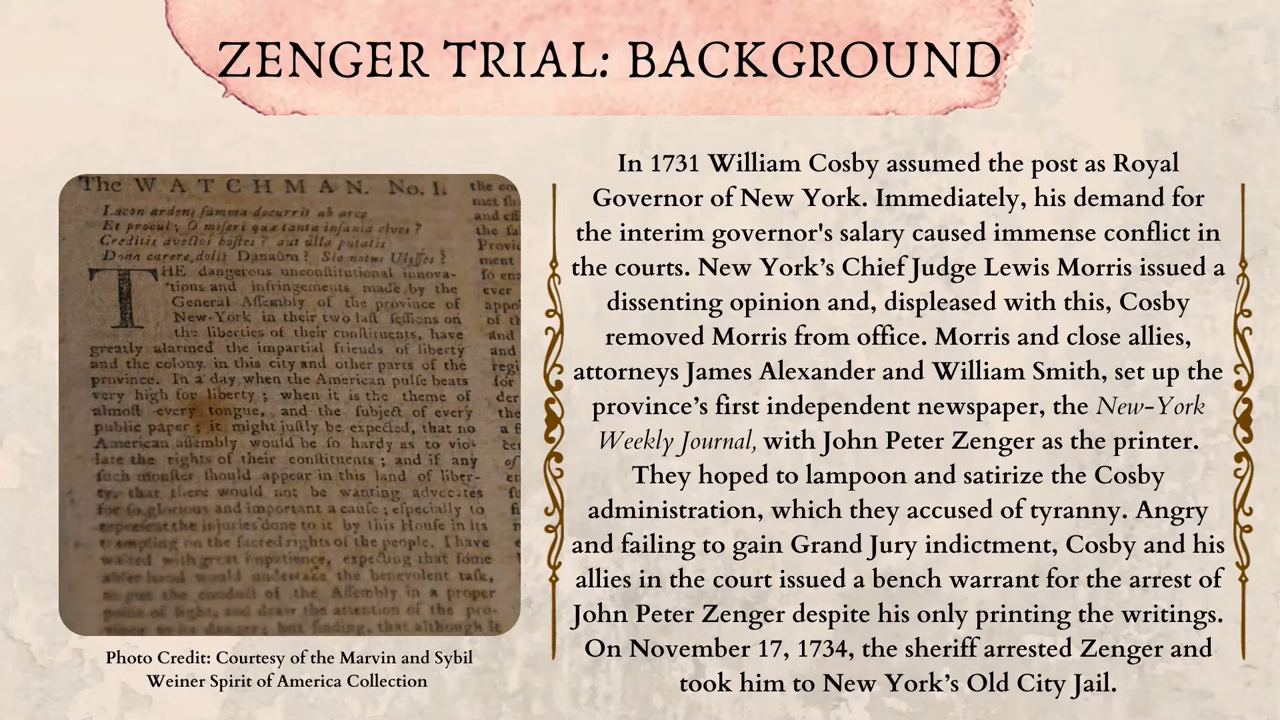 ZENGER TRIAL: BACKGROUND
The WATCHMAN. No. I.
Et procul; O miseri quæ tanta insania cives?
Creditis avectos hostes? aut ulla putatis
Dona carere dolis Danaûm? Sic notus Ulysses?
THE dangerous unconstitutional innova-
tions and infringements made by the
General Aſſembly of the province of
New-York in their two laſt ſeſſions on
the liberties of their conſtituents, have
greatly alarmed the impartial friends of liberty
and the colony in this city and other parts of the
province. In a day when the American pulſe beats
very high for liberty; when it is the theme of
almoſt every tongue, and the ſubject of every
public paper; it might juſtly be expected, that no
American aſſembly would be ſo hardy as to vio-
late the rights of their conſtituents; and if any
ſuch monſter ſhould appear in this land of liber-
ty, that there would not be wanting advocates
for ſo glorious and important a cauſe; eſpecially to
repreſent the injuries done to it by this Houſe in its
trampling on the ſacred rights of the people. I have
waited with great impatience, expecting that ſome
abler hand would undertake the benevolent taſk,
to put the conduct of the Aſſembly in a proper
point of light, and draw the attention of the pro-
but finding, that although it
Photo Credit: Courtesy of the Marvin and Sybil
Weiner Spirit of America Collection
In 1731 William Cosby assumed the post as Royal
Governor of New York. Immediately, his demand for
the interim governor's salary caused immense conflict in
the courts. New York’s Chief Judge Lewis Morris issued a
dissenting opinion and, displeased with this, Cosby
removed Morris from office. Morris and close allies,
attorneys James Alexander and William Smith, set up the
province’s first independent newspaper, the New-York
Weekly Journal, with John Peter Zenger as the printer.
They hoped to lampoon and satirize the Cosby
administration, which they accused of tyranny. Angry
and failing to gain Grand Jury indictment, Cosby and his
allies in the court issued a bench warrant for the arrest of
John Peter Zenger despite his only printing the writings.
On November 17, 1734, the sheriff arrested Zenger and
took him to New York’s Old City Jail.